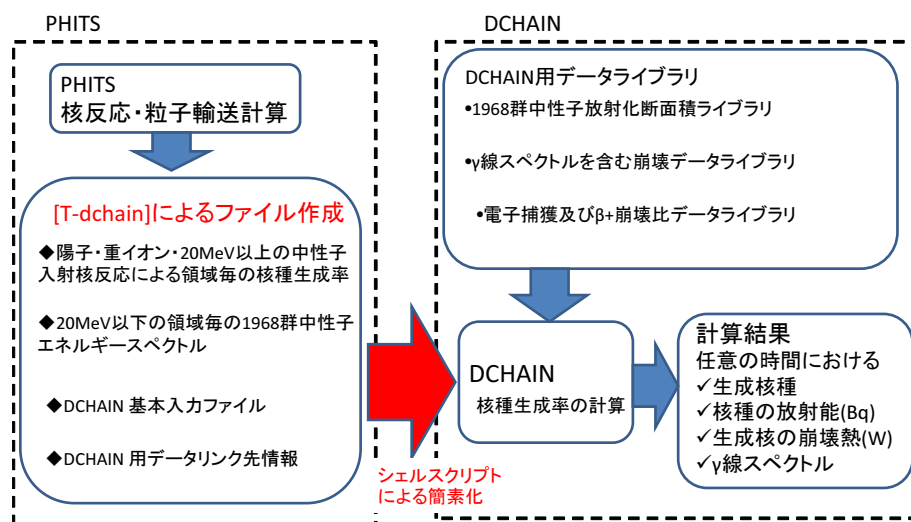 PHITS
PHITS
核反応・粒子輸送計算
[T-dchain]によるファイル作成
◆陽子・重イオン・20MeV以上の中性子
入射核反応による領域毎の核種生成率
◆20MeV以下の領域毎の1968群中性子
エネルギースペクトル
◆DCHAIN 基本入力ファイル
◆DCHAIN 用データリンク先情報
シェルスクリプト
による簡素化
DCHAIN
DCHAIN用データライブラリ
•1968群中性子放射化断面積ライブラリ
•γ線スペクトルを含む崩壊データライブラリ
•電子捕獲及びβ+崩壊比データライブラリ
DCHAIN
核種生成率の計算
計算結果
任意の時間における
✓生成核種
✓核種の放射能(Bq)
✓生成核の崩壊熱(W)
✓γ線スペクトル